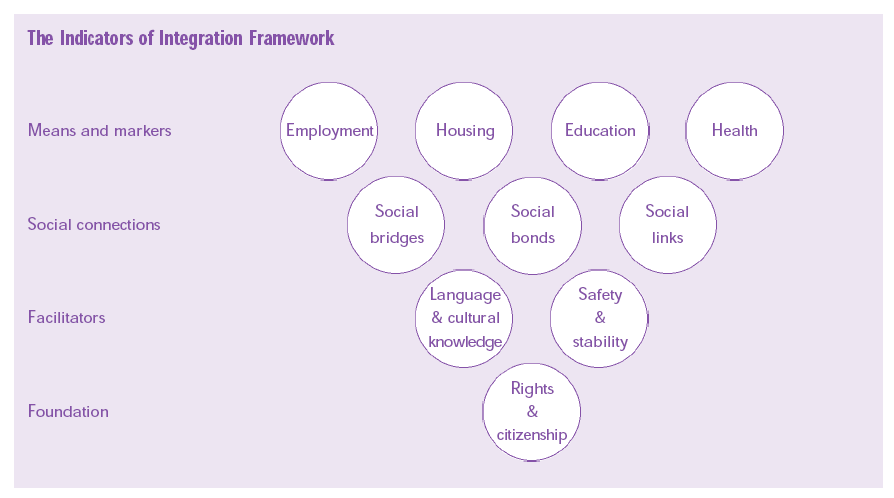 The Indicators of Integration Framework
Means and markers
Employment
Housing
Education
Health
Social connections
Social
bridges
Social
bonds
Social
links
Facilitators
Language
& cultural
knowledge
Safety
&
stability
Foundation
Rights
&
citizenship